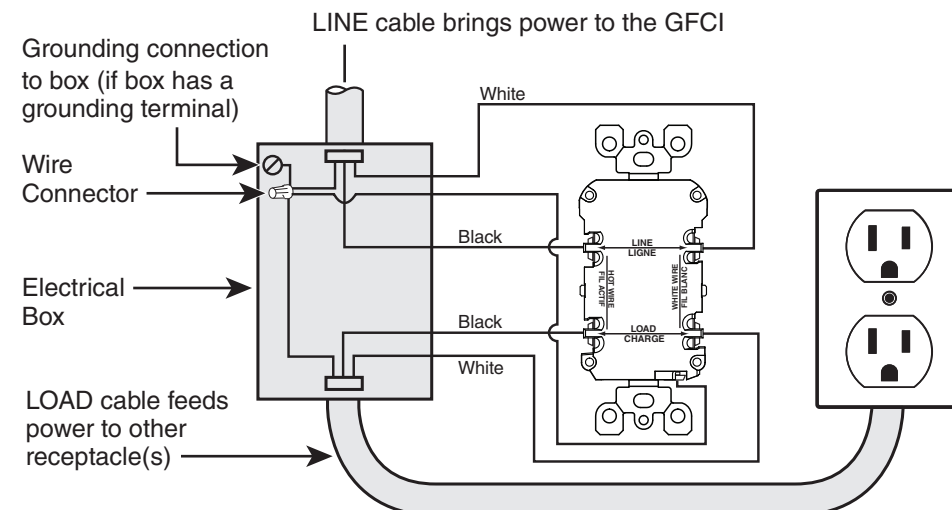 LINE cable brings power to the GFCI
Grounding connection
to box (if box has a
grounding terminal)
White
Wire
Connector
Black
LINE
LIGNE
HOT WIRE
FIL ACTIF
WHITE WIRE
FIL BLANC
Electrical
Box
Black
LOAD
CHARGE
White
LOAD cable feeds
power to other
receptacle(s)